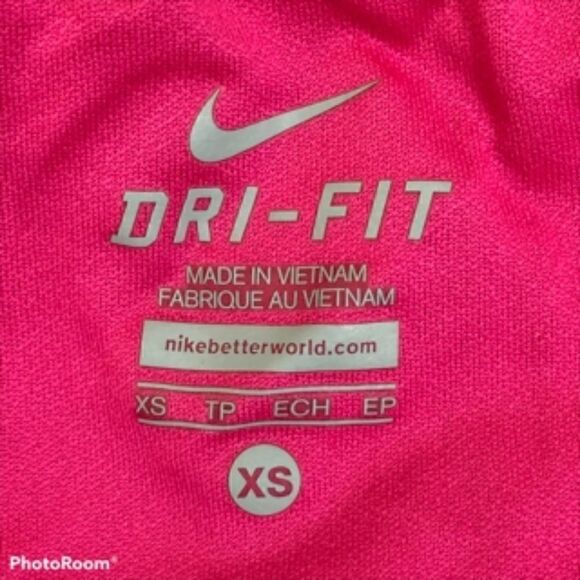 DRI-FIT
MADE IN VIETNAM
FABRIQUE AU VIETNAM
nikebetterworld.com
XS TP ECH EP
XS
PhotoRoom®